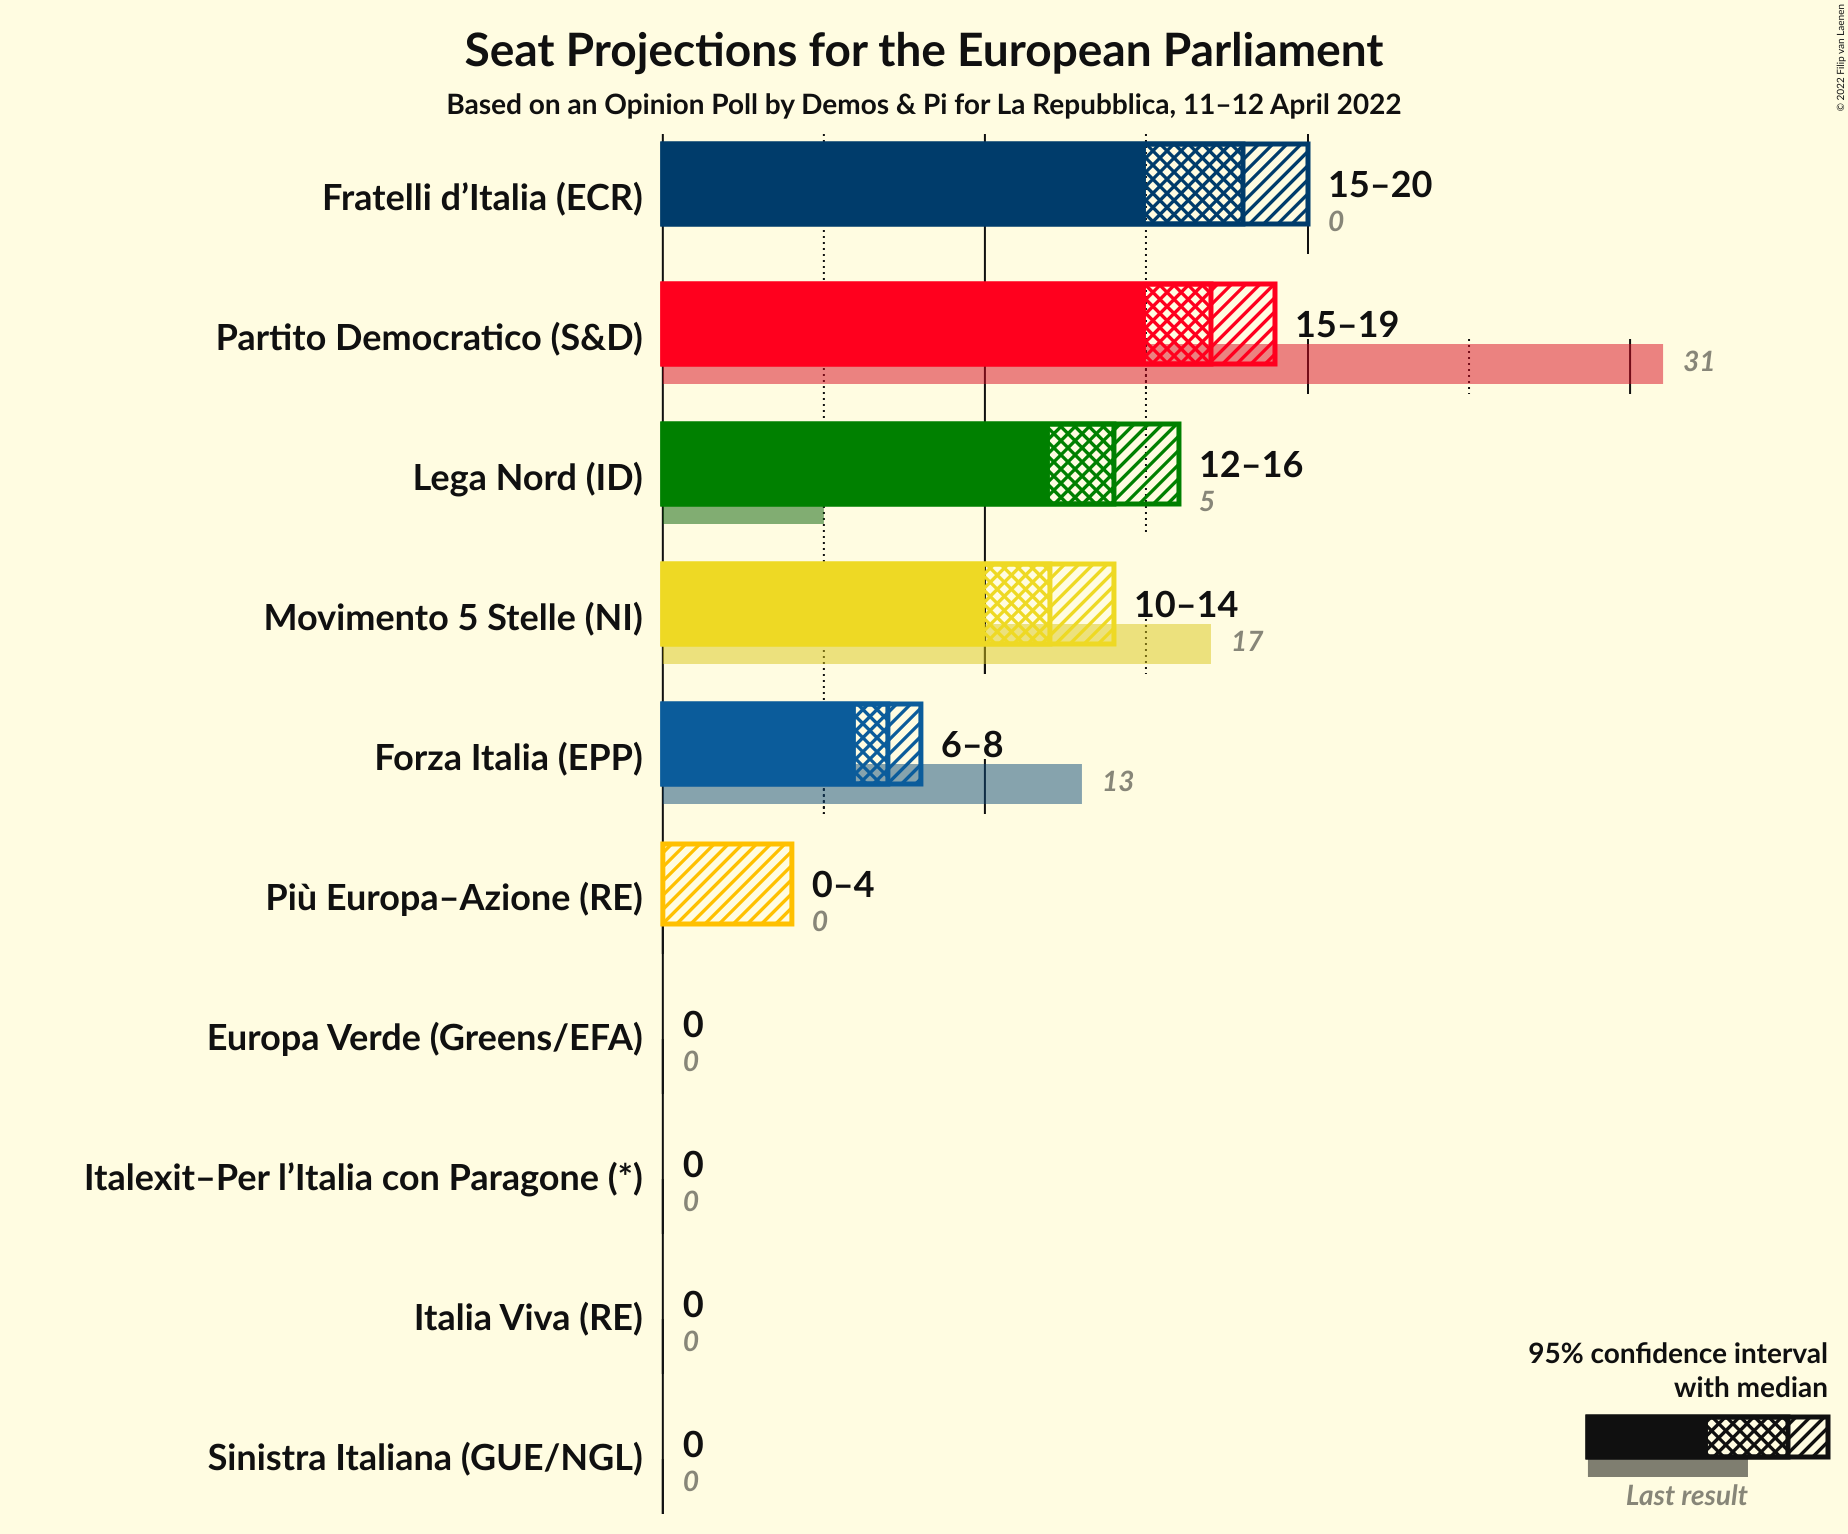 Seat Projections for the European Parliament
Based on an Opinion Poll by Demos & Pi for La Repubblica, 11–12 April 2022
© 2022 Filip van Laenen
Fratelli d’Italia (ECR)
15–20
0
Partito Democratico (S&D)
15–19
31
Lega Nord (ID)
12–16
5
Movimento 5 Stelle (NI)
10–14
17
Forza Italia (EPP)
6–8
13
Più Europa–Azione (RE)
0–4
0
Europa Verde (Greens/EFA)
0
0
Italexit–Per l’Italia con Paragone (*)
0
0
Italia Viva (RE)
0
0
Sinistra Italiana (GUE/NGL)
0
0
95% confidence interval
with median
Last result